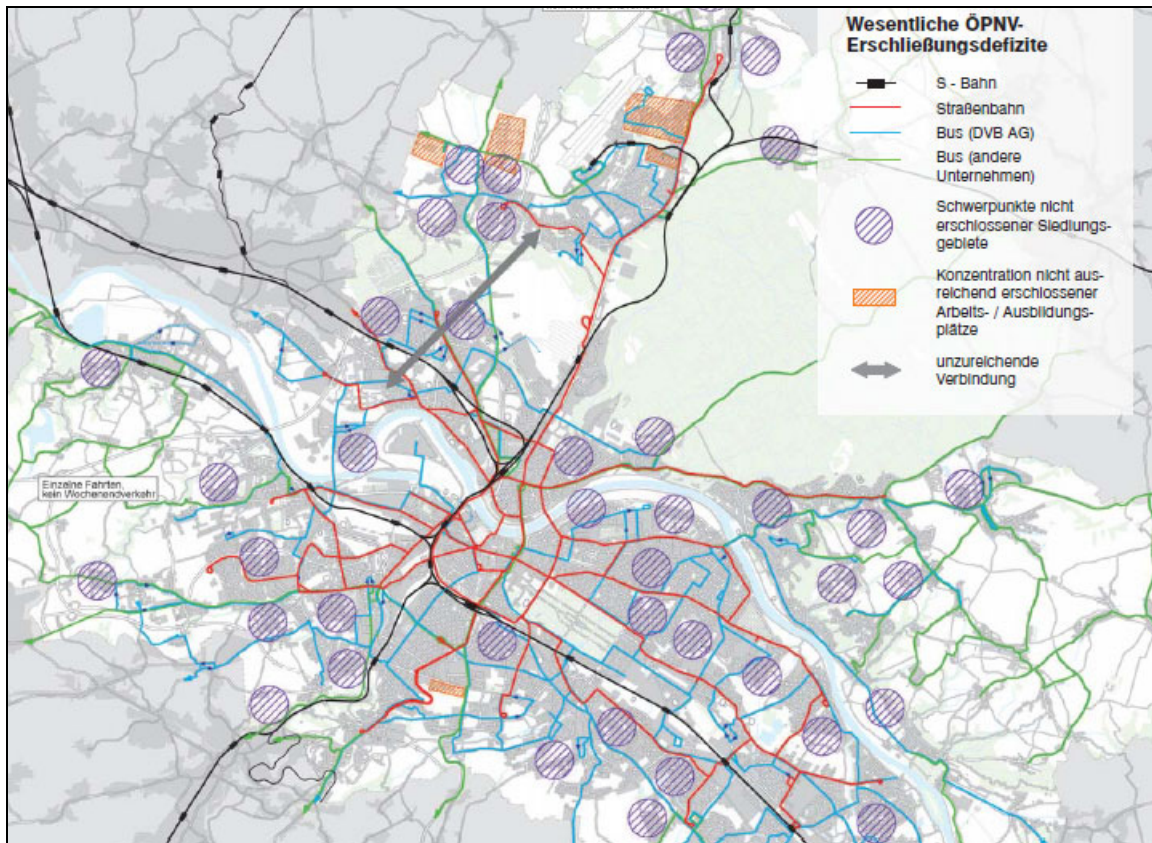 Wesentliche ÖPNV-
Erschließungsdefizite
S - Bahn
Straßenbahn
Bus (DVB AG)
Bus (andere
Unternehmen)
Schwerpunkte nicht
erschlossener Siedlungs-
gebiete
Konzentration nicht aus-
reichend erschlossener
Arbeits- / Ausbildungs-
plätze
unzureichende
Verbindung
Einzelne Fahrten,
kein Wochenendverkehr